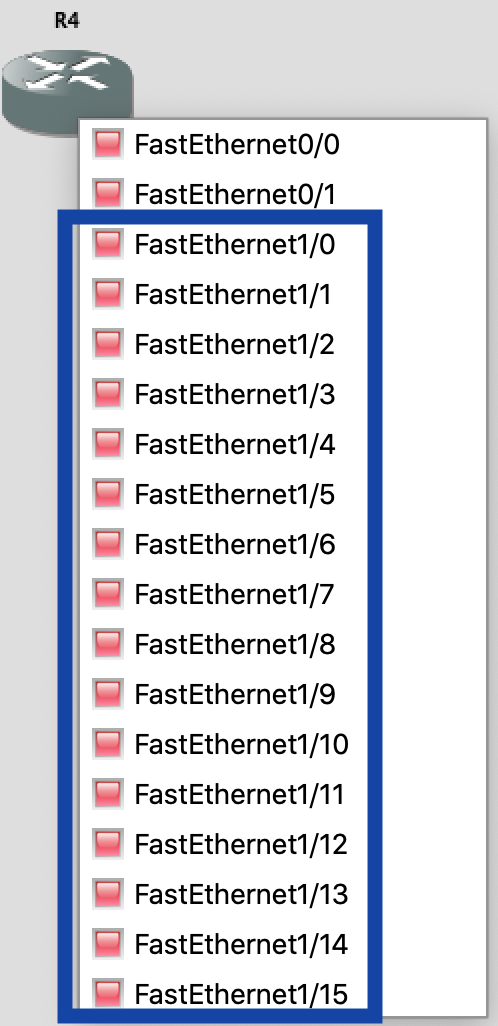 R4
FastEthernet0/0
FastEthernet0/1
FastEthernet1/0
FastEthernet1/1
FastEthernet1/2
FastEthernet1/3
FastEthernet1/4
FastEthernet1/5
FastEthernet1/6
FastEthernet1/7
FastEthernet1/8
FastEthernet1/9
FastEthernet1/10
FastEthernet1/11
FastEthernet1/12
FastEthernet1/13
FastEthernet1/14
FastEthernet1/15